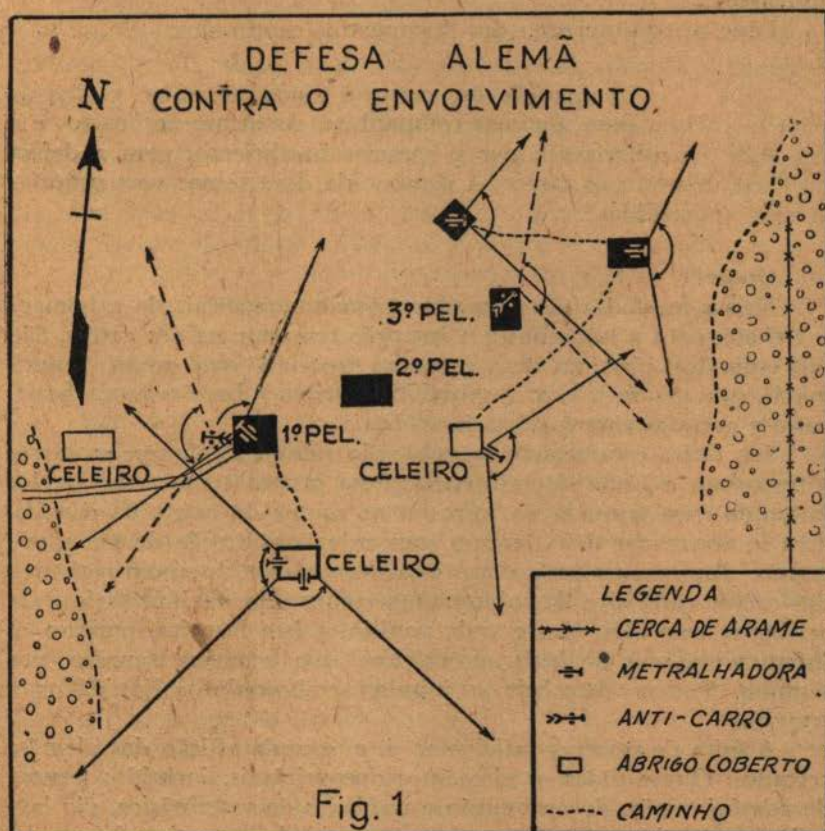 DEFESA ALEMÃ
CONTRA O ENVOLVIMENTO
N
3º PEL.
2º PEL.
1º PEL.
CELEIRO
CELEIRO
CELEIRO
LEGENDA
CERCA DE ARAME
METRALHADORA
ANTI-CARRO
ABRIGO COBERTO
CAMINHO
Fig. 1